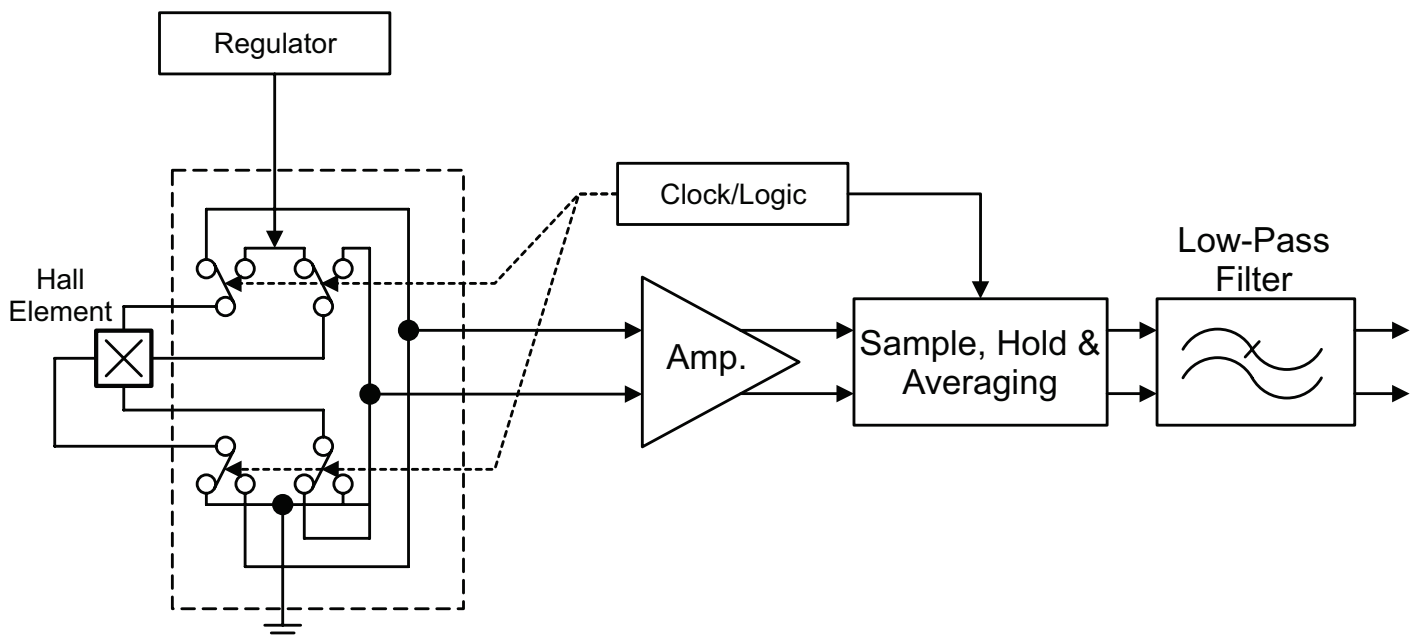 Regulator
Clock/Logic
Hall
Element
Low-Pass
Filter
Amp.
Sample, Hold &
Averaging